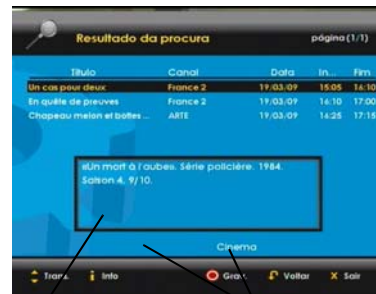 Resultado da procura página (1/1)
Título Canal Data In... Fim
Un cas pour deux France 2 19/03/09 15:05 16:10
En quête de preuves France 2 19/03/09 16:10 17:00
Chapeau melon et bottes ... ARTE 19/03/09 16:25 17:15
«Un mort à l'aube». Série policière. 1984.
Saison 4, 9/10.
Cinema
Trans. Info Grav. Voltar X Sair